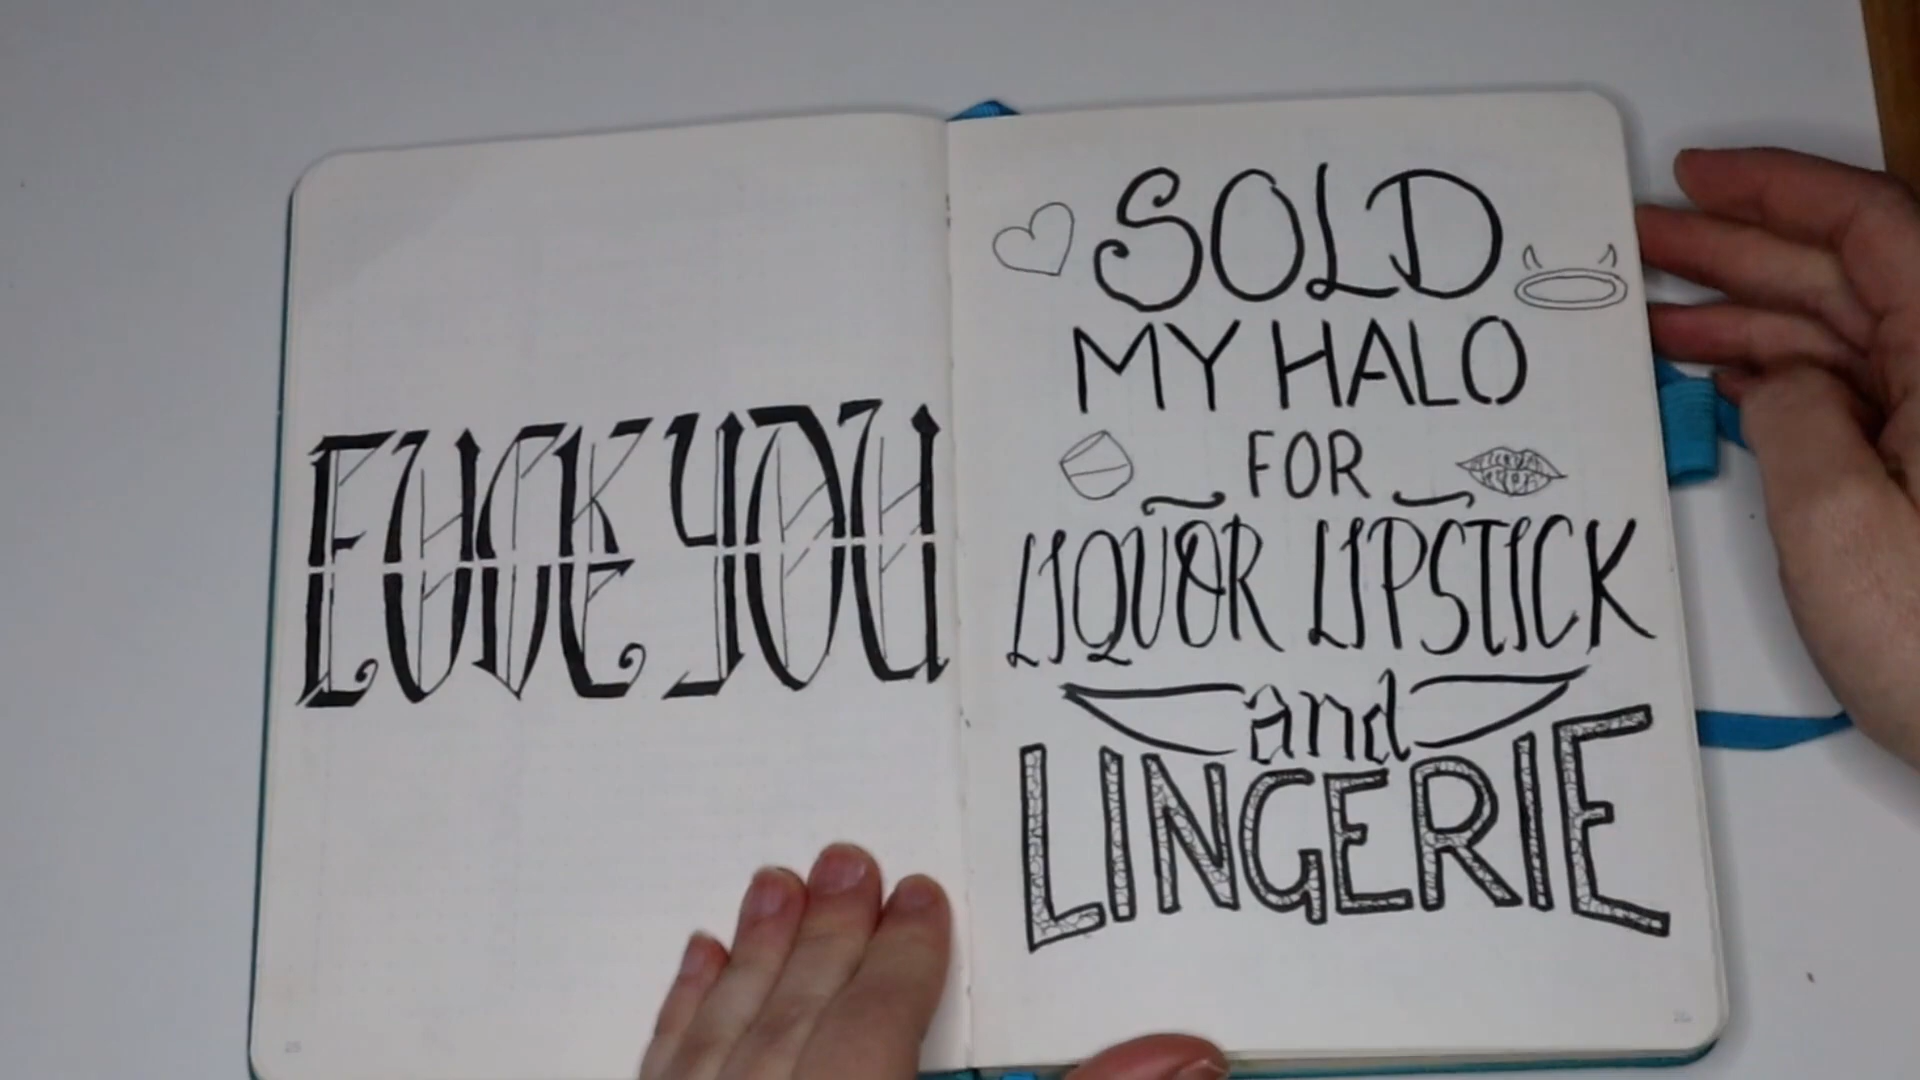 FUCK YOU
SOLD
MY HALO
FOR
LIQUOR LIPSTICK
and
LINGERIE